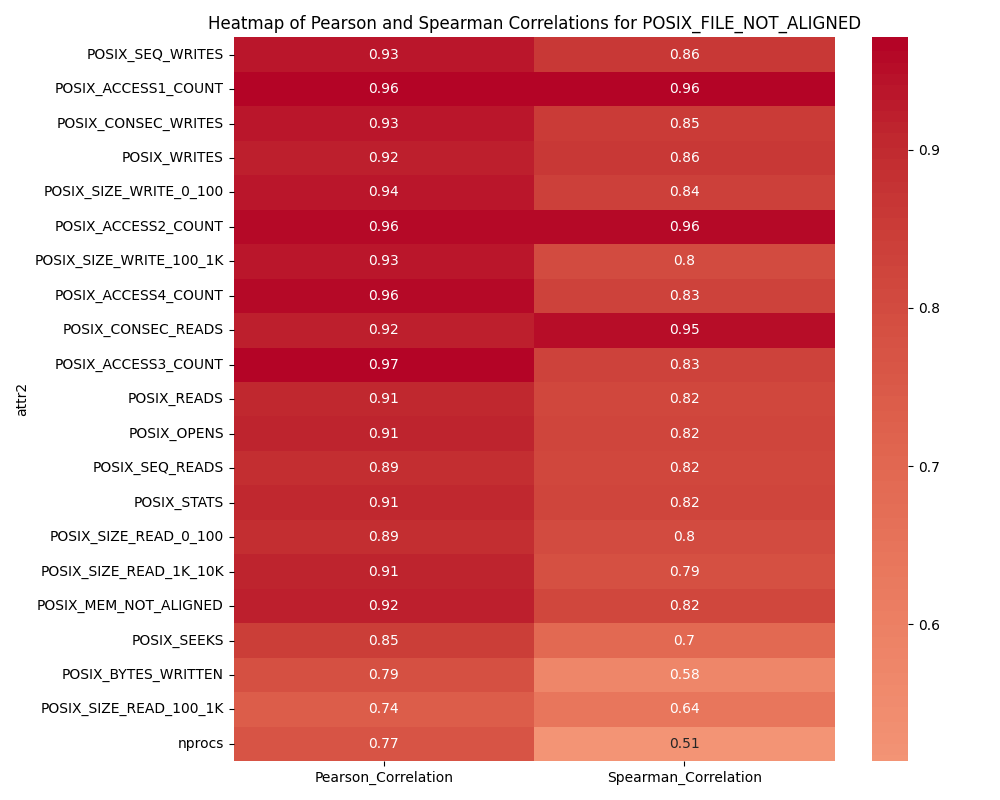 Heatmap of Pearson and Spearman Correlations for POSIX_FILE_NOT_ALIGNED
attr2
POSIX_SEQ_WRITES 0.93 0.86
POSIX_ACCESS1_COUNT 0.96 0.96
POSIX_CONSEC_WRITES 0.93 0.85
POSIX_WRITES 0.92 0.86
POSIX_SIZE_WRITE_0_100 0.94 0.84
POSIX_ACCESS2_COUNT 0.96 0.96
POSIX_SIZE_WRITE_100_1K 0.93 0.8
POSIX_ACCESS4_COUNT 0.96 0.83
POSIX_CONSEC_READS 0.92 0.95
POSIX_ACCESS3_COUNT 0.97 0.83
POSIX_READS 0.91 0.82
POSIX_OPENS 0.91 0.82
POSIX_SEQ_READS 0.89 0.82
POSIX_STATS 0.91 0.82
POSIX_SIZE_READ_0_100 0.89 0.8
POSIX_SIZE_READ_1K_10K 0.91 0.79
POSIX_MEM_NOT_ALIGNED 0.92 0.82
POSIX_SEEKS 0.85 0.7
POSIX_BYTES_WRITTEN 0.79 0.58
POSIX_SIZE_READ_100_1K 0.74 0.64
nprocs 0.77 0.51
Pearson_Correlation Spearman_Correlation
0.9
0.8
0.7
0.6